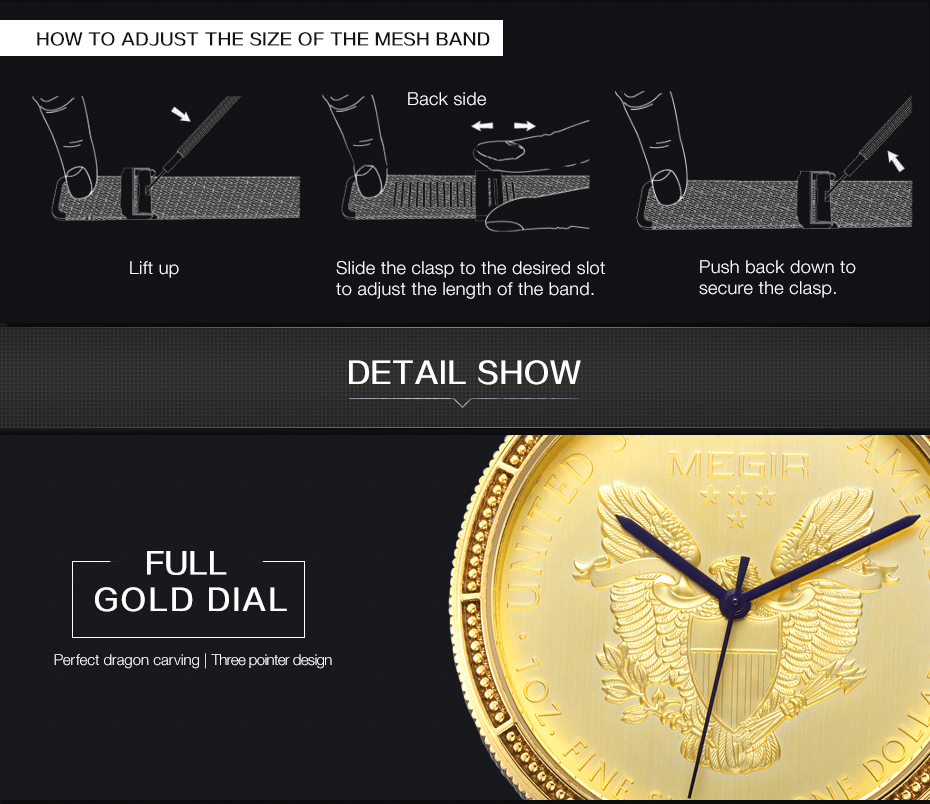 HOW TO ADJUST THE SIZE OF THE MESH BAND
Back side
Lift up
Slide the clasp to the desired slot
to adjust the length of the band.
Push back down to
secure the clasp.
DETAIL SHOW
FULL
GOLD DIAL
Perfect dragon carving | Three pointer design
MEGIR
UNITED
1 OZ. FINE